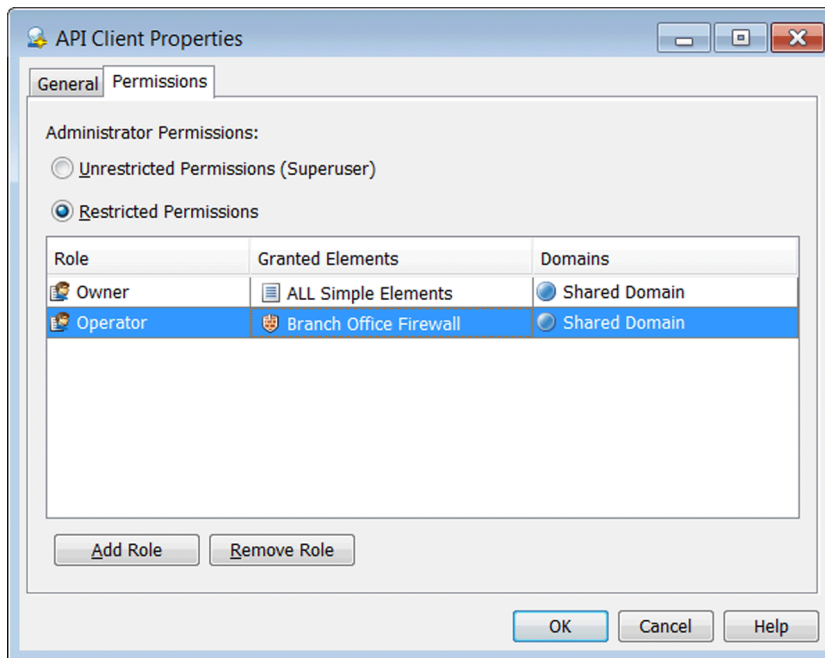 API Client Properties
General Permissions
Administrator Permissions:
Unrestricted Permissions (Superuser)
Restricted Permissions
Role Granted Elements Domains
Owner ALL Simple Elements Shared Domain
Operator Branch Office Firewall Shared Domain
Add Role Remove Role
OK Cancel Help